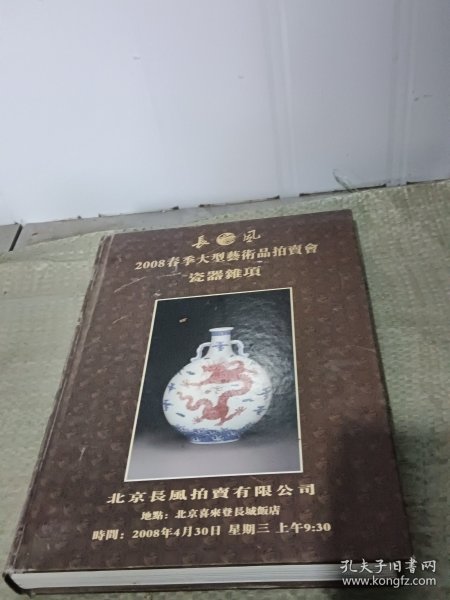 長風
2008春季大型藝術品拍賣會
瓷器雜項
北京長風拍賣有限公司
地點：北京喜來登長城飯店
時間：2008年4月30日 星期三 上午9:30
孔夫子旧书网
www.kongfz.com